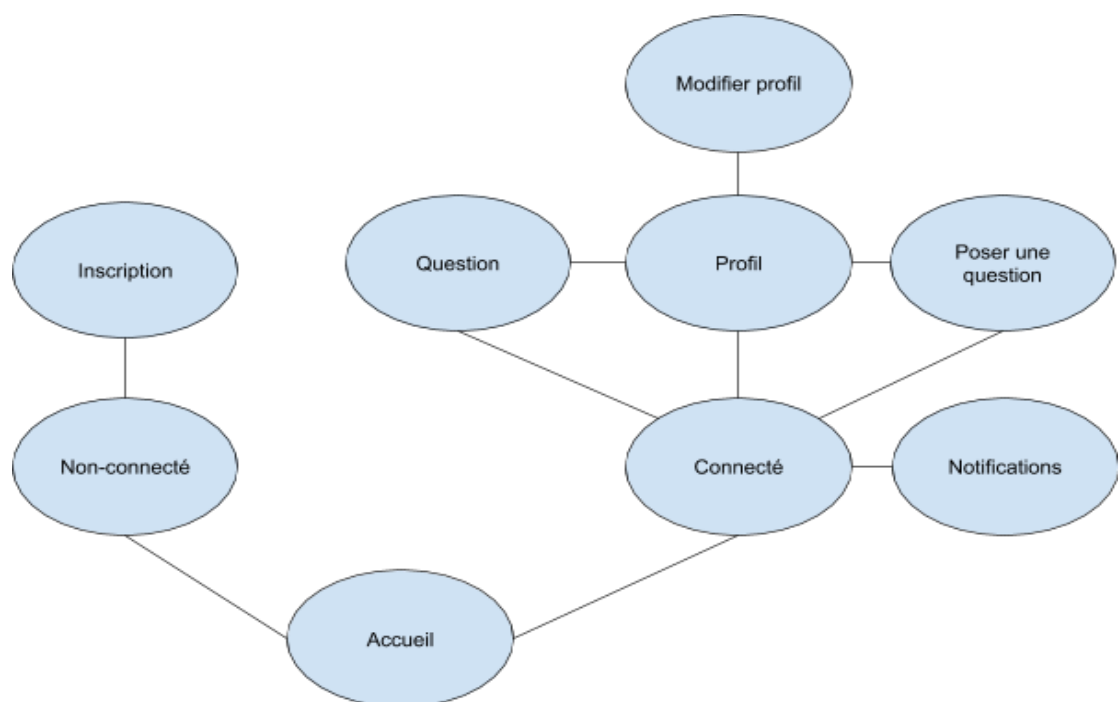 Modifier profil
Inscription
Question
Profil
Poser une
question
Non-connecté
Connecté
Notifications
Accueil